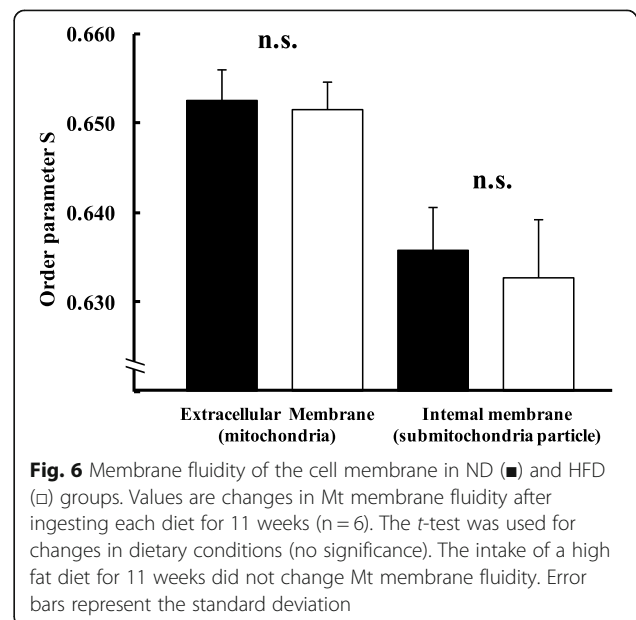 0.660
n.s.
0.650
n.s.
0.640
0.630
Order parameter S
Extracellular Membrane
(mitochondria)
Internal membrane
(submitochondria particle)
Fig. 6 Membrane fluidity of the cell membrane in ND (■) and HFD
(□) groups. Values are changes in Mt membrane fluidity after
ingesting each diet for 11 weeks (n = 6). The t-test was used for
changes in dietary conditions (no significance). The intake of a high
fat diet for 11 weeks did not change Mt membrane fluidity. Error
bars represent the standard deviation